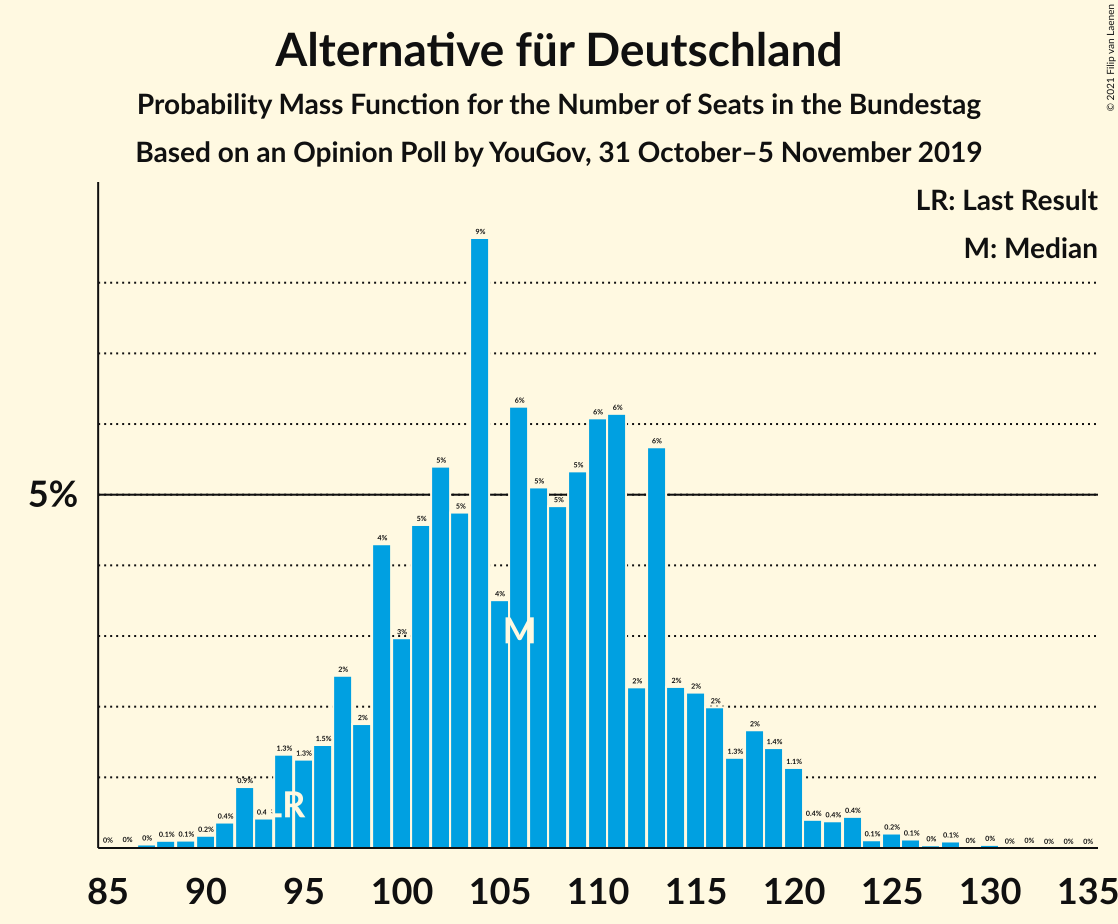 Alternative für Deutschland
Probability Mass Function for the Number of Seats in the Bundestag
Based on an Opinion Poll by YouGov, 31 October–5 November 2019
© 2021 Filip van Laenen
LR: Last Result
M: Median
5%
0% 0% 0% 0.1% 0.1% 0.2% 0.4% 0.9% 0.4 1.3% 1.3% 1.5% 2% 2% 4% 3% 5% 5% 5% 9% 4% 6% 5% 5% 5% 6% 6% 2% 6% 2% 2% 2% 1.3% 2% 1.4% 1.1% 0.4% 0.4% 0.4% 0.1% 0.2% 0.1% 0% 0.1% 0% 0% 0% 0% 0% 0% 0%
LR
M
85 90 95 100 105 110 115 120 125 130 135